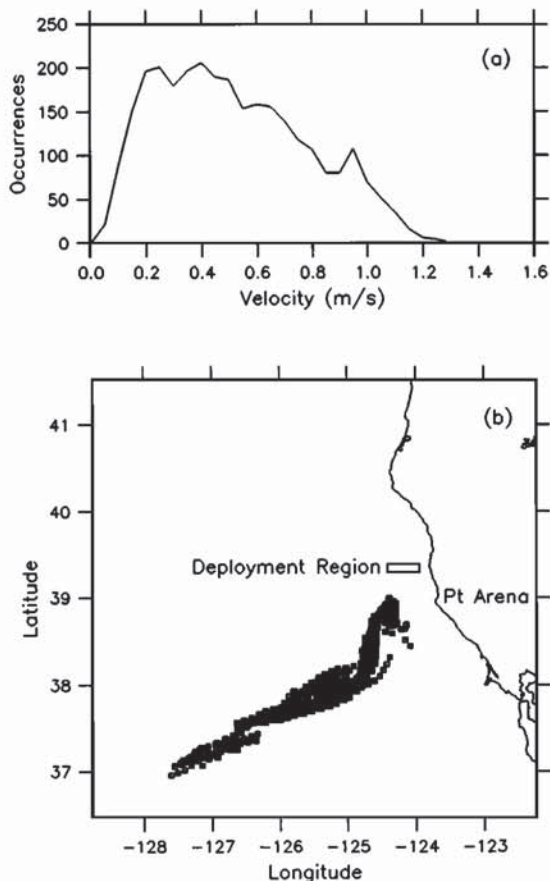 250
(a)
200
150
100
50
0
Occurrences
0.0 0.2 0.4 0.6 0.8 1.0 1.2 1.4 1.6
Velocity (m/s)
(b)
41
40
Deployment Region
39
Pt Arena
38
37
Latitude
-128 -127 -126 -125 -124 -123
Longitude